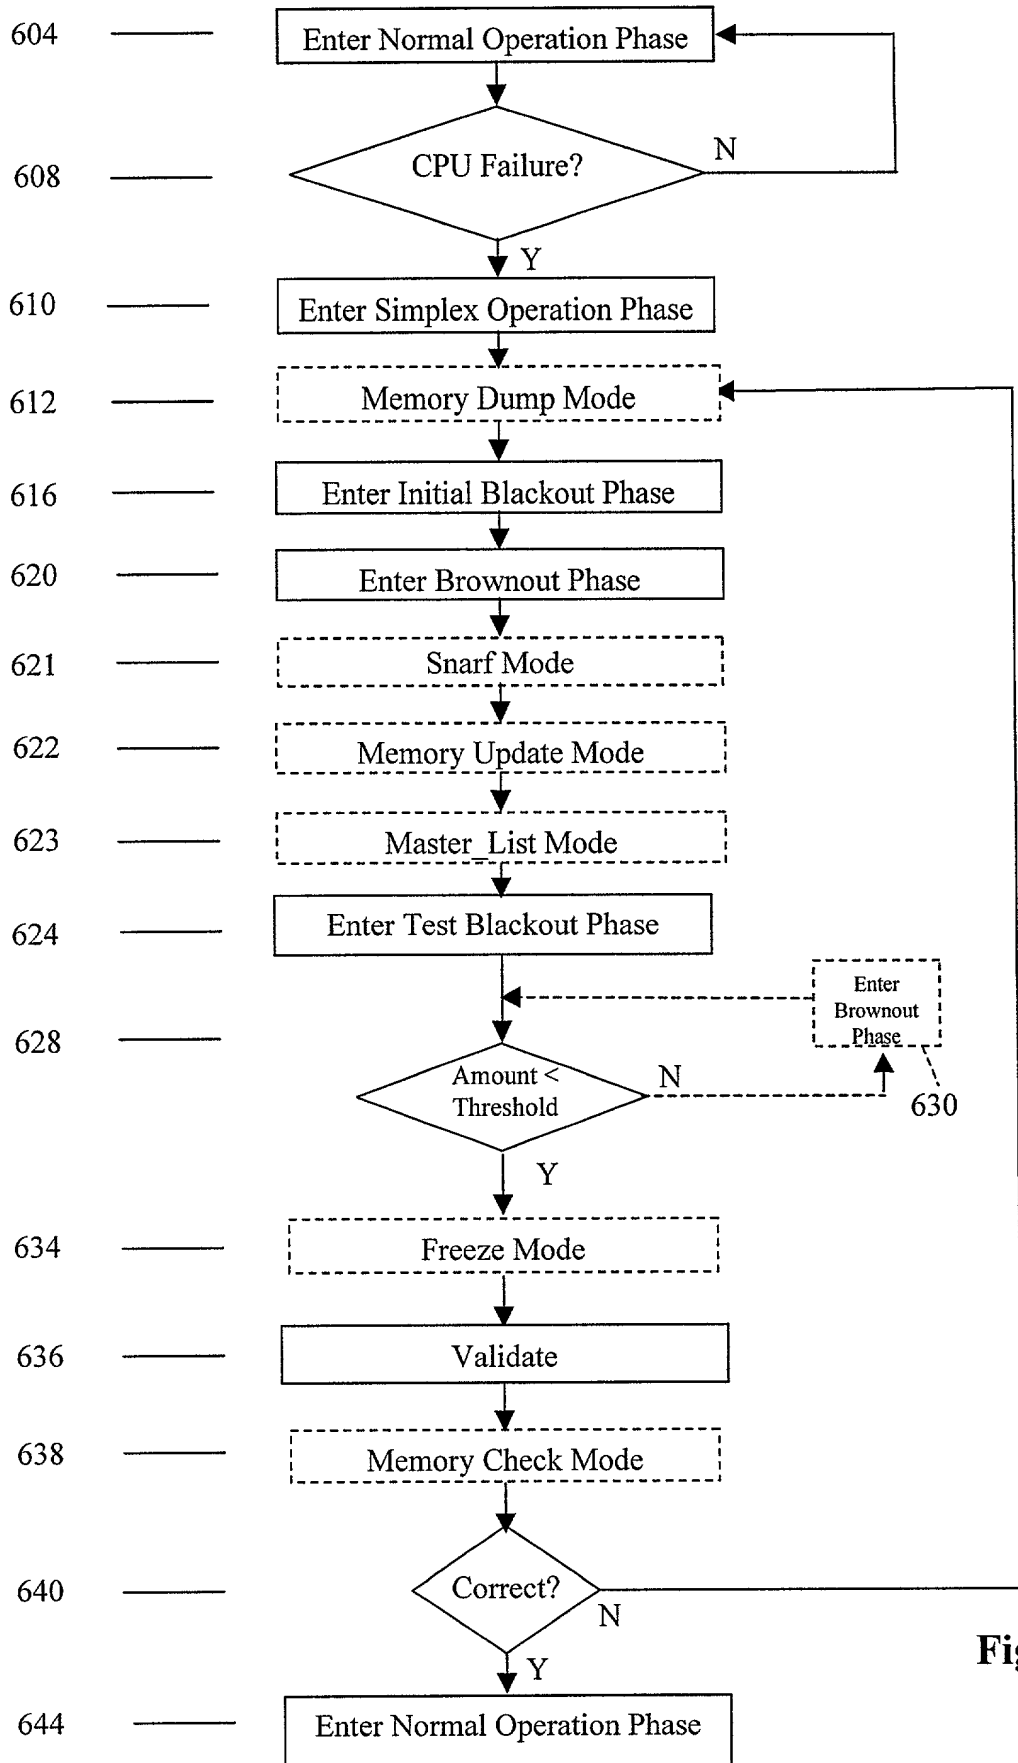 604
Enter Normal Operation Phase
608
CPU Failure?
N
Y
610
Enter Simplex Operation Phase
612
Memory Dump Mode
616
Enter Initial Blackout Phase
620
Enter Brownout Phase
621
Snarf Mode
622
Memory Update Mode
623
Master_List Mode
624
Enter Test Blackout Phase
Enter
Brownout
Phase
630
628
Amount <
Threshold
N
Y
634
Freeze Mode
636
Validate
638
Memory Check Mode
640
Correct?
N
Y
Fig
644
Enter Normal Operation Phase